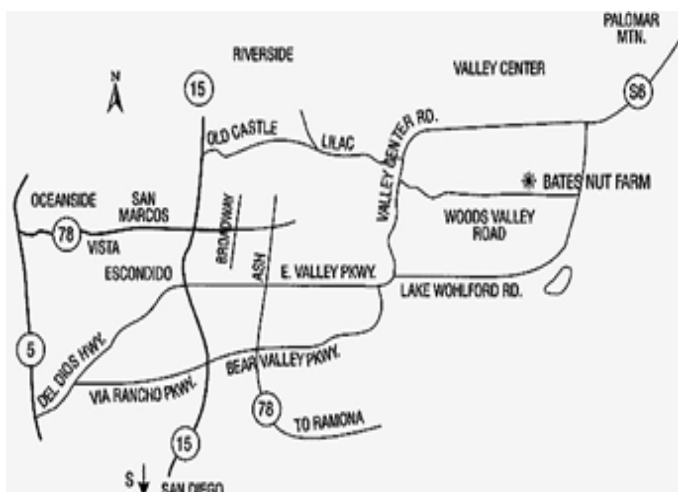 PALOMAR
MTN.
RIVERSIDE
VALLEY CENTER
N
15
S6
OLD CASTLE
LILAC
VALLEY CENTER RD.
BATES NUT FARM
OCEANSIDE
SAN
MARCOS
78
VISTA
BROADWAY
WOODS VALLEY
ROAD
ESCONDIDO
ASH
E. VALLEY PKWY.
LAKE WOHLFORD RD.
5
DEL DIOS HWY.
BEAR VALLEY PKWY.
VIA RANCHO PKWY.
78
TO RAMONA
15
S
SAN DIEGO